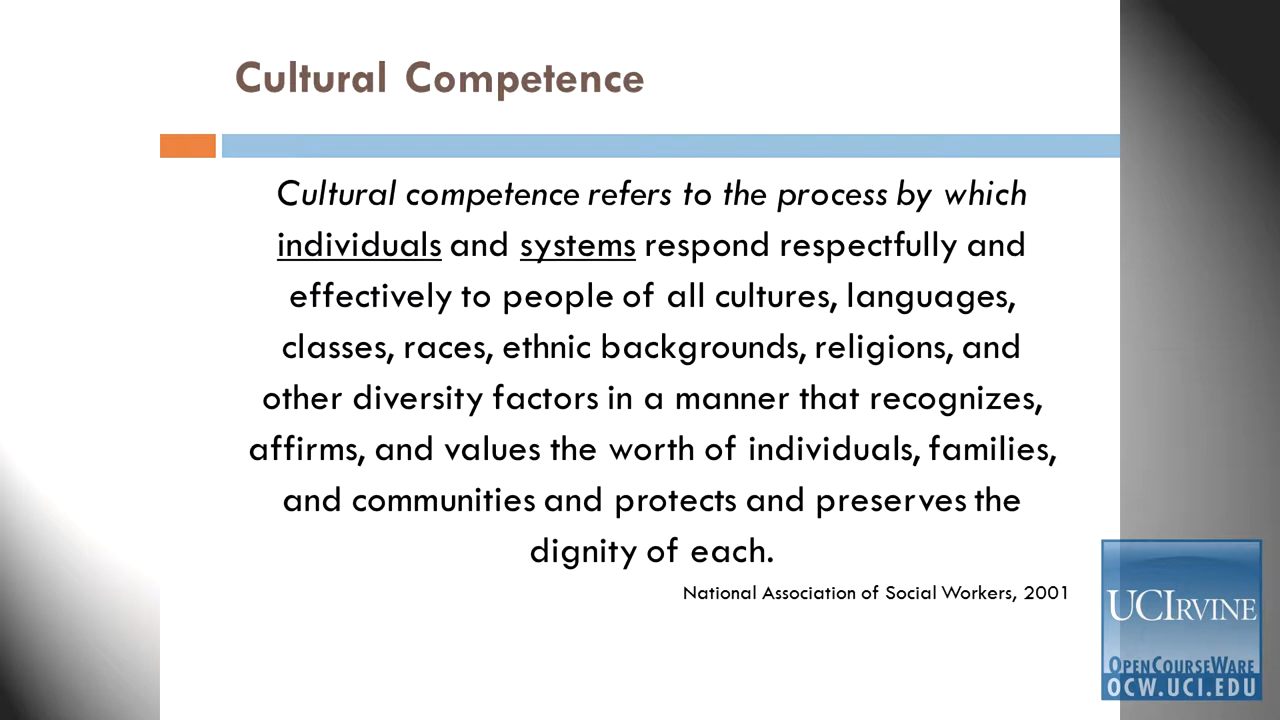 Cultural Competence
Cultural competence refers to the process by which
individuals and systems respond respectfully and
effectively to people of all cultures, languages,
classes, races, ethnic backgrounds, religions, and
other diversity factors in a manner that recognizes,
affirms, and values the worth of individuals, families,
and communities and protects and preserves the
dignity of each.
National Association of Social Workers, 2001
UCIRVINE
OPENCOURSEWARE
OCW.UCI.EDU